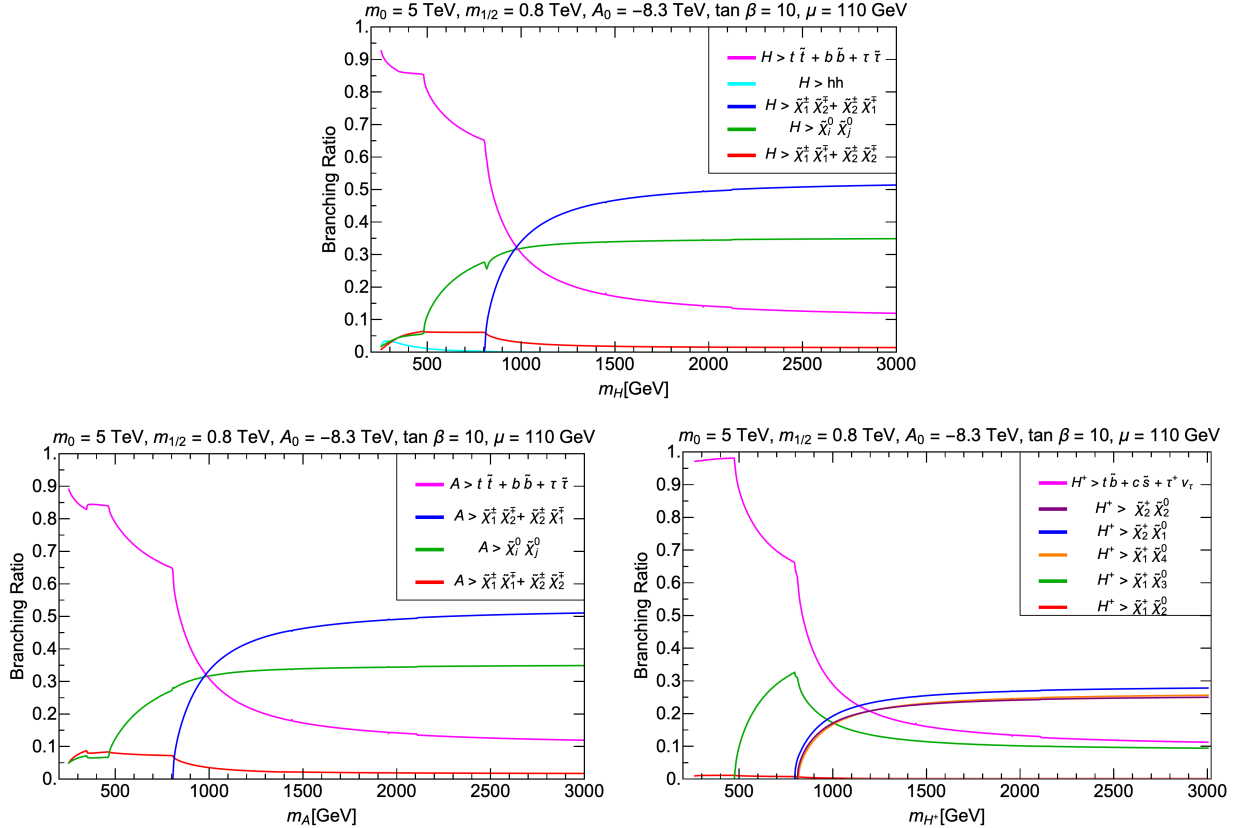 m₀ = 5 TeV, m₁/₂ = 0.8 TeV, A₀ = −8.3 TeV, tan β = 10, μ = 110 GeV
Branching Ratio
1.
0.9
0.8
0.7
0.6
0.5
0.4
0.3
0.2
0.1
0.
H > t t̃ + b b̃ + τ τ̃
H > hh
H > χ̃₁± χ̃₂∓ + χ̃₂± χ̃₁∓
H > χ̃ᵢ⁰ χ̃ⱼ⁰
H > χ̃₁± χ̃₁∓ + χ̃₂± χ̃₂∓
500 1000 1500 2000 2500 3000
m_H[GeV]
m₀ = 5 TeV, m₁/₂ = 0.8 TeV, A₀ = −8.3 TeV, tan β = 10, μ = 110 GeV
Branching Ratio
1.
0.9
0.8
0.7
0.6
0.5
0.4
0.3
0.2
0.1
0.
A > t t̃ + b b̃ + τ τ̃
A > χ̃₁± χ̃₂∓ + χ̃₂± χ̃₁∓
A > χ̃ᵢ⁰ χ̃ⱼ⁰
A > χ̃₁± χ̃₁∓ + χ̃₂± χ̃₂∓
500 1000 1500 2000 2500 3000
m_A[GeV]
m₀ = 5 TeV, m₁/₂ = 0.8 TeV, A₀ = −8.3 TeV, tan β = 10, μ = 110 GeV
Branching Ratio
1.
0.9
0.8
0.7
0.6
0.5
0.4
0.3
0.2
0.1
0.
H⁺ > t b̃ + c s̃ + τ⁺ ν_τ
H⁺ > χ̃₂± χ̃₂⁰
H⁺ > χ̃₂± χ̃₁⁰
H⁺ > χ̃₁± χ̃₄⁰
H⁺ > χ̃₁± χ̃₃⁰
H⁺ > χ̃₁± χ̃₂⁰
500 1000 1500 2000 2500 3000
m_H⁺[GeV]